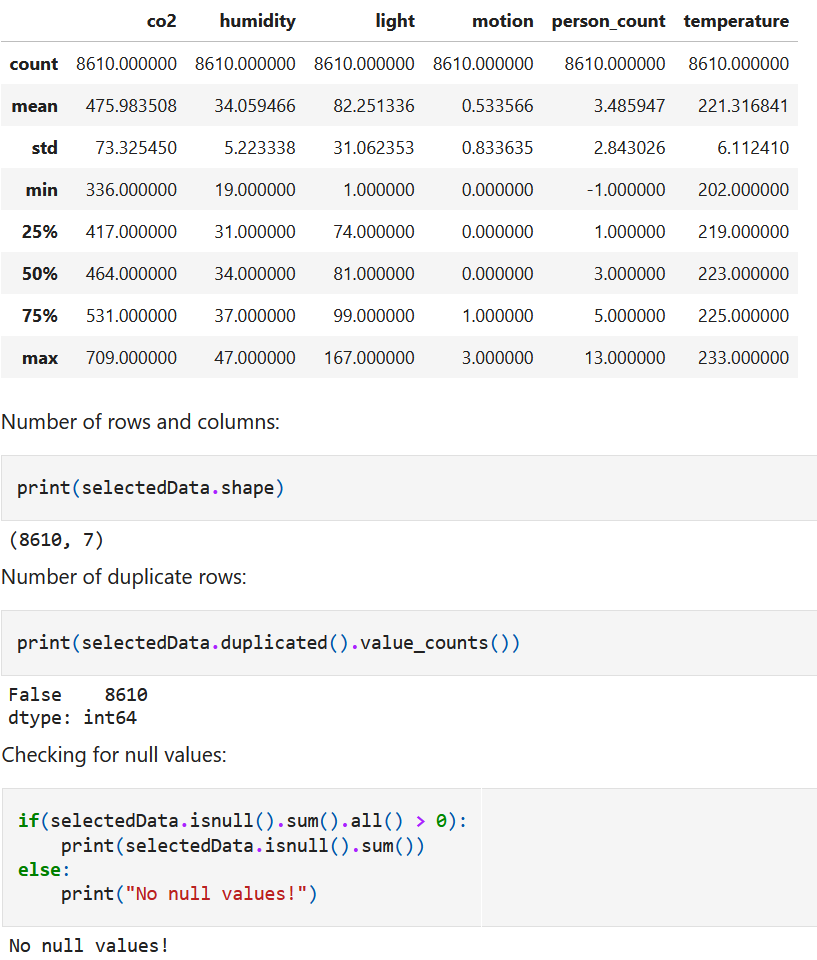 co2 humidity light motion person_count temperature
count 8610.000000 8610.000000 8610.000000 8610.000000 8610.000000 8610.000000
mean 475.983508 34.059466 82.251336 0.533566 3.485947 221.316841
std 73.325450 5.223338 31.062353 0.833635 2.843026 6.112410
min 336.000000 19.000000 1.000000 0.000000 -1.000000 202.000000
25% 417.000000 31.000000 74.000000 0.000000 1.000000 219.000000
50% 464.000000 34.000000 81.000000 0.000000 3.000000 223.000000
75% 531.000000 37.000000 99.000000 1.000000 5.000000 225.000000
max 709.000000 47.000000 167.000000 3.000000 13.000000 233.000000
Number of rows and columns:
print(selectedData.shape)
(8610, 7)
Number of duplicate rows:
print(selectedData.duplicated().value_counts())
False    8610
dtype: int64
Checking for null values:
if(selectedData.isnull().sum().all() > 0):
    print(selectedData.isnull().sum())
else:
    print("No null values!")
No null values!